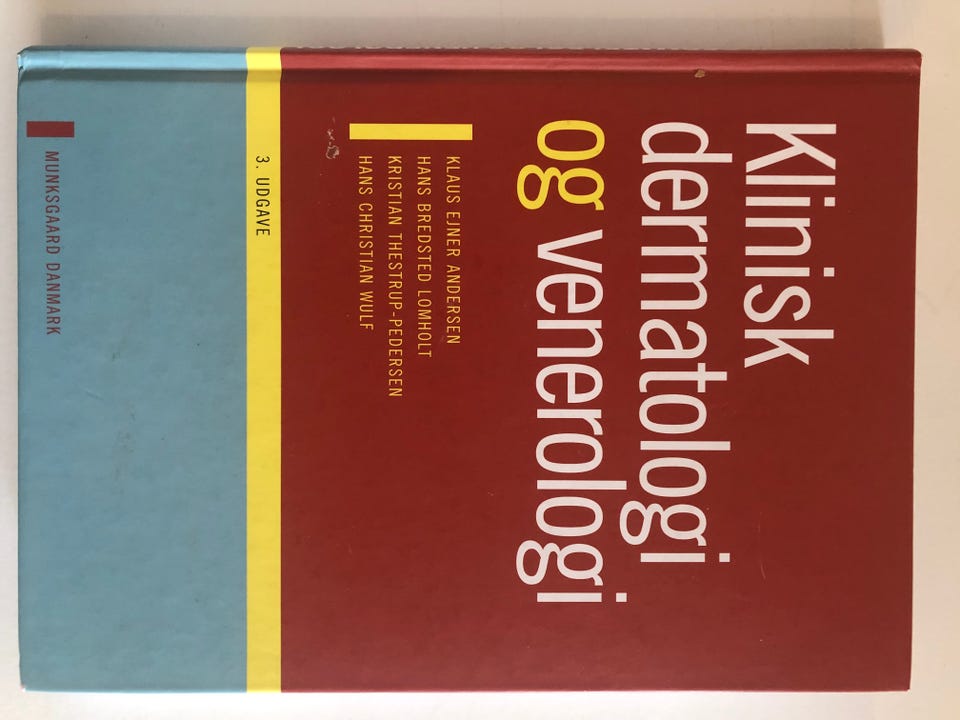 Klinisk
dermatologi
og venerologi
KLAUS EJNER ANDERSEN
HANS BREDSTED LOMHOLT
KRISTIAN THESTRUP-PEDERSEN
HANS CHRISTIAN WULF
3. UDGAVE
MUNKSGAARD DANMARK